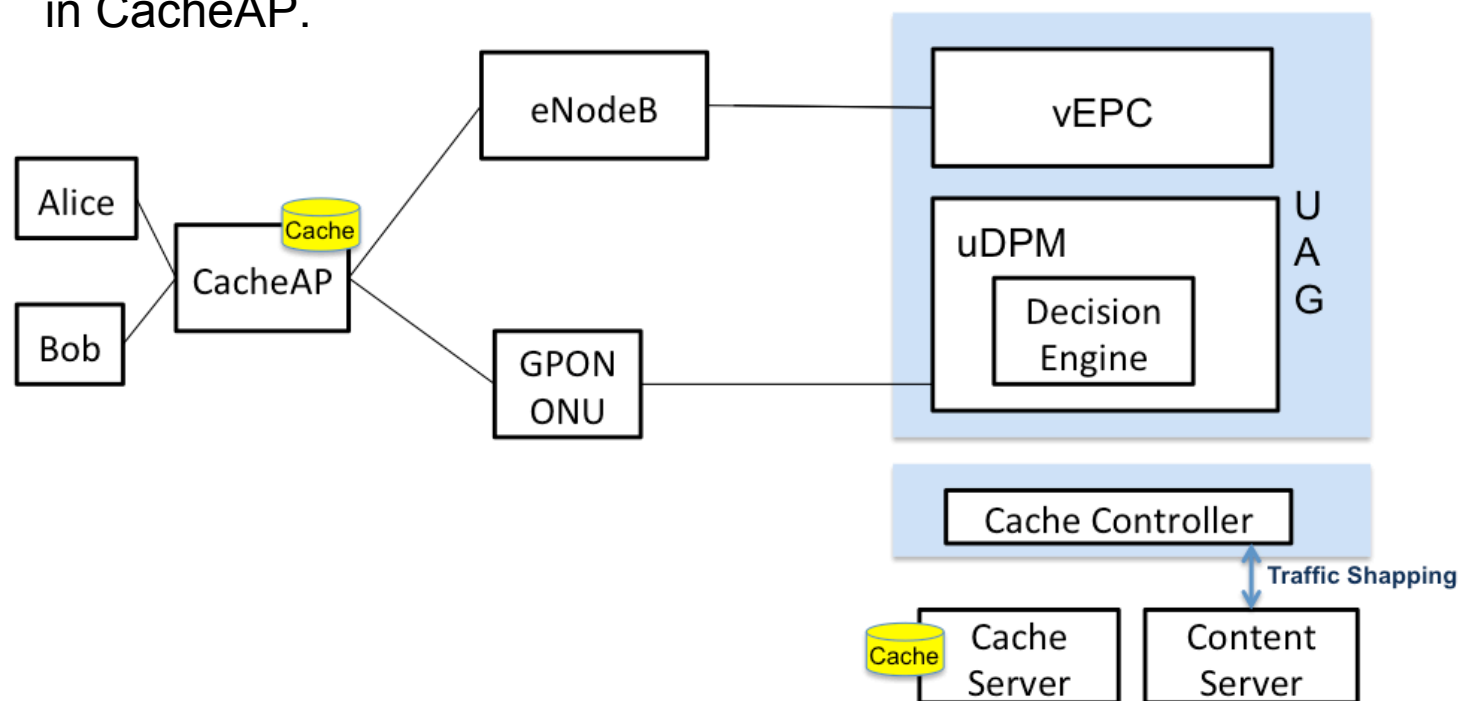 in CacheAP.
eNodeB
vEPC
Alice
Cache
CacheAP
Bob
GPON
ONU
uDPM
Decision
Engine
U
A
G
Cache Controller
Traffic Shapping
Cache
Cache
Server
Content
Server